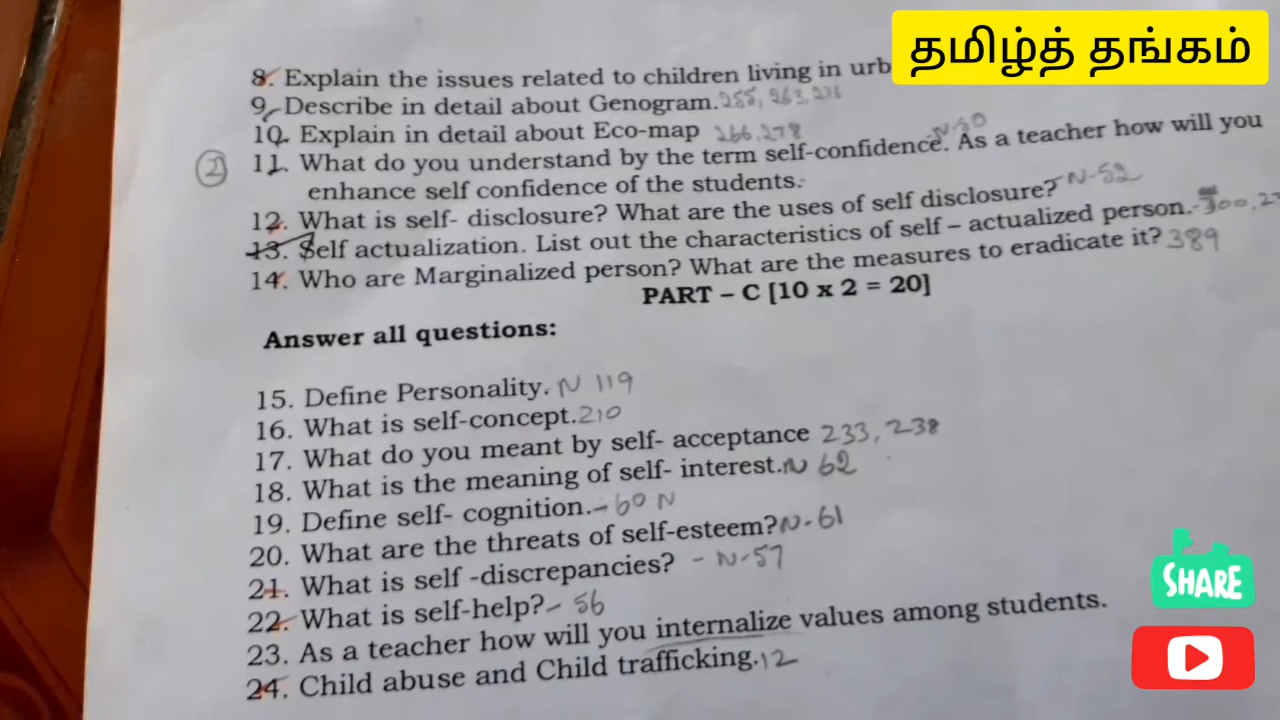 தமிழ்த் தங்கம்
8. Explain the issues related to children living in urb
9. Describe in detail about Genogram. 255, 263, 276
10. Explain in detail about Eco-map 266, 278
② 11. What do you understand by the term self-confidence. N-50 As a teacher how will you
enhance self confidence of the students.
12. What is self- disclosure? What are the uses of self disclosure? N-52
13. Self actualization. List out the characteristics of self – actualized person. 300, 2
14. Who are Marginalized person? What are the measures to eradicate it? 389
PART – C [10 x 2 = 20]
Answer all questions:
15. Define Personality. N 119
16. What is self-concept. 210
17. What do you meant by self- acceptance 233, 238
18. What is the meaning of self- interest. N 62
19. Define self- cognition. - 60 N
20. What are the threats of self-esteem? N-61
21. What is self -discrepancies? - N-57
22. What is self-help? - 56
23. As a teacher how will you internalize values among students.
24. Child abuse and Child trafficking. 12
SHARE